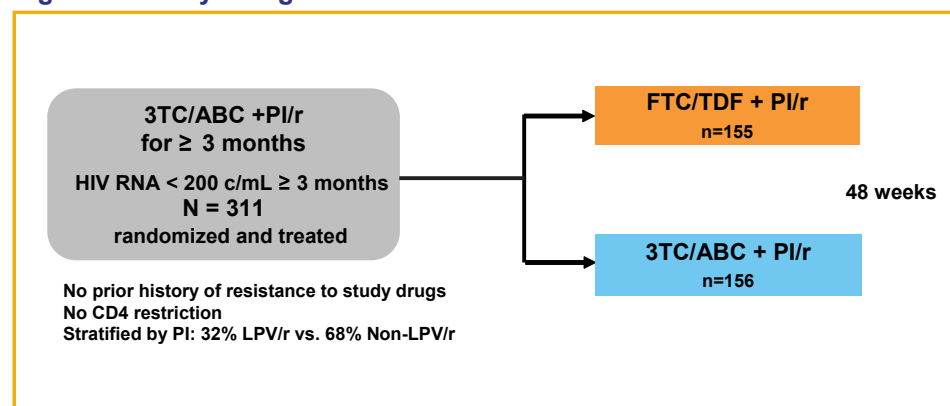 3TC/ABC +PI/r
for ≥ 3 months
HIV RNA < 200 c/mL ≥ 3 months
N = 311
randomized and treated
No prior history of resistance to study drugs
No CD4 restriction
Stratified by PI: 32% LPV/r vs. 68% Non-LPV/r
FTC/TDF + PI/r
n=155
48 weeks
3TC/ABC + PI/r
n=156